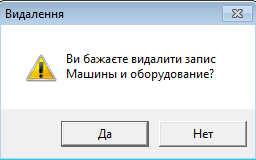 Видалення
Ви бажаєте видалити запис
Машины и оборудование?
Да
Нет